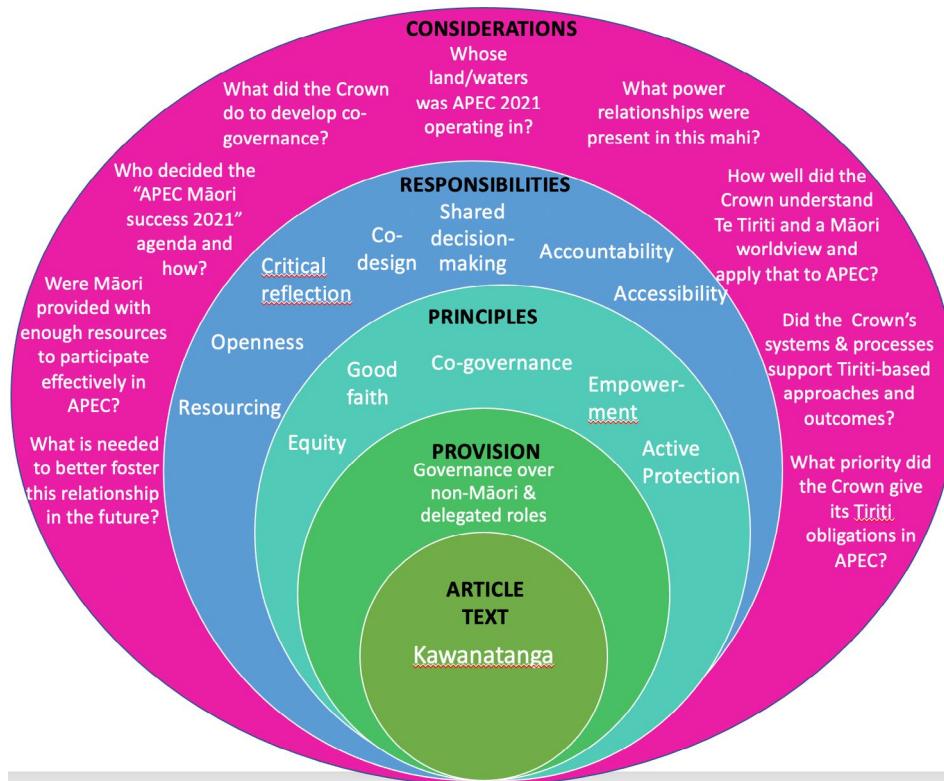 CONSIDERATIONS
Whose
land/waters
was APEC 2021
operating in?
What did the Crown
do to develop co-
governance?
What power
relationships were
present in this mahi?
Who decided the
“APEC Māori
success 2021”
agenda and
how?
How well did the
Crown understand
Te Tiriti and a Māori
worldview and
apply that to APEC?
Were Māori
provided with
enough resources
to participate
effectively in
APEC?
Did the Crown’s
systems & processes
support Tiriti-based
approaches and
outcomes?
What is needed
to better foster
this relationship
in the future?
What priority did
the Crown give
its Tiriti
obligations in
APEC?
RESPONSIBILITIES
Shared
decision-
making
Co-
design
Accountability
Critical
reflection
Accessibility
Openness
Resourcing
PRINCIPLES
Co-governance
Good
faith
Empower-
ment
Equity
Active
Protection
PROVISION
Governance over
non-Māori &
delegated roles
ARTICLE
TEXT
Kawanatanga